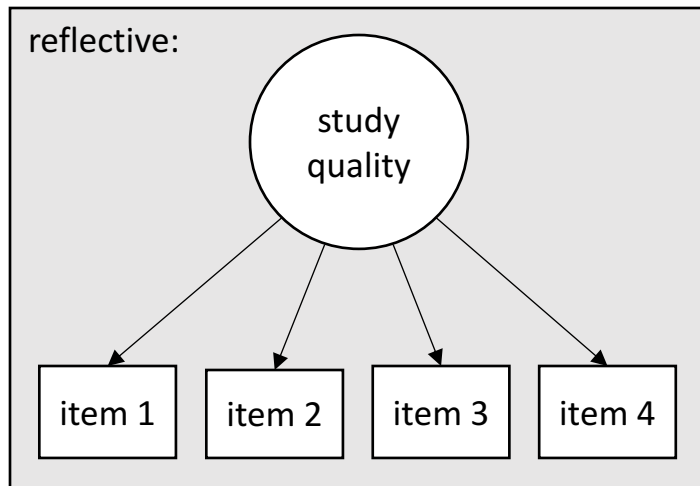 reflective:
study
quality
item 1
item 2
item 3
item 4